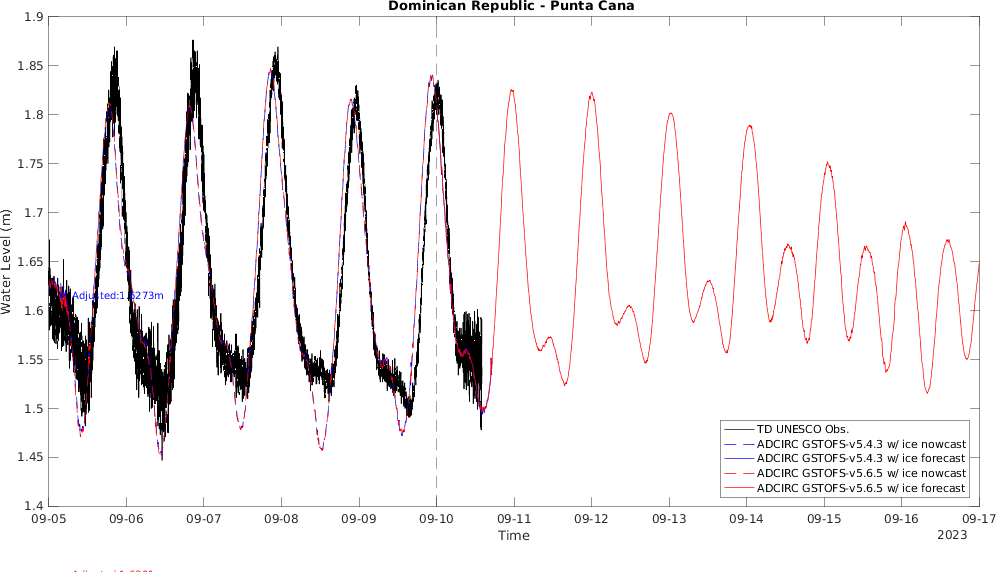 Dominican Republic - Punta Cana
1.9
1.85
1.8
1.75
1.7
1.65
1.6
1.55
1.5
1.45
1.4
Water Level (m)
Adjusted:1.6273m
TD UNESCO Obs.
ADCIRC GSTOFS-v5.4.3 w/ ice nowcast
ADCIRC GSTOFS-v5.4.3 w/ ice forecast
ADCIRC GSTOFS-v5.6.5 w/ ice nowcast
ADCIRC GSTOFS-v5.6.5 w/ ice forecast
09-05 09-06 09-07 09-08 09-09 09-10 09-11 09-12 09-13 09-14 09-15 09-16 09-17
Time
2023